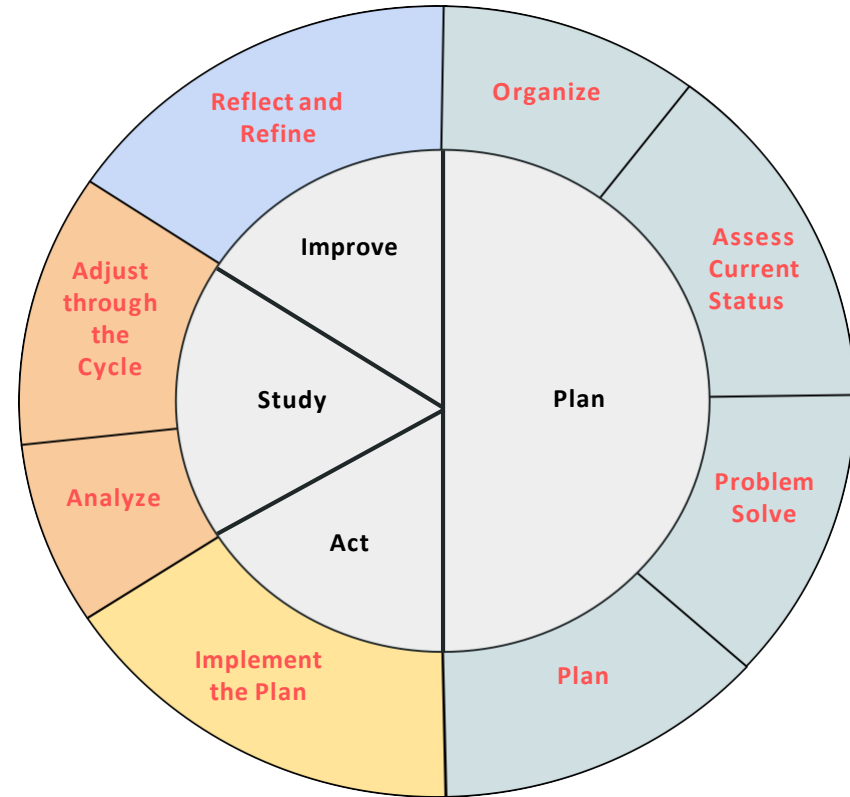 Organize
Assess
Current
Status
Problem
Solve
Plan
Implement
the Plan
Analyze
Adjust
through
the
Cycle
Reflect and
Refine
Plan
Act
Study
Improve